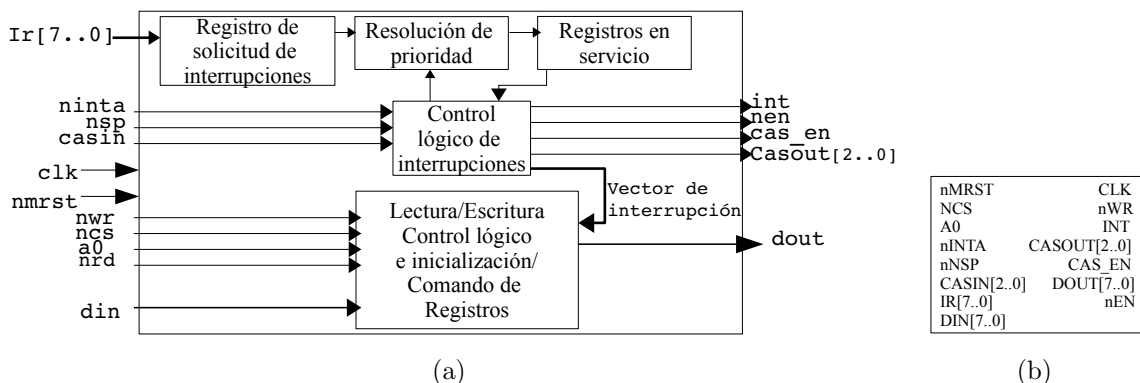 Ir[7..0]
Registro de
solicitud de
interrupciones
Resolución de
prioridad
Registros en
servicio
ninta
nsp
casin
Control
lógico de
interrupciones
int
nen
cas_en
Casout[2..0]
clk
nmrst
Vector de
interrupción
nwr
ncs
a0
nrd
din
Lectura/Escritura
Control lógico
e inicialización/
Comando de
Registros
dout
(a)
nMRST CLK
NCS nWR
A0 INT
nINTA CASOUT[2..0]
nNSP CAS_EN
CASIN[2..0] DOUT[7..0]
IR[7..0] nEN
DIN[7..0]
(b)